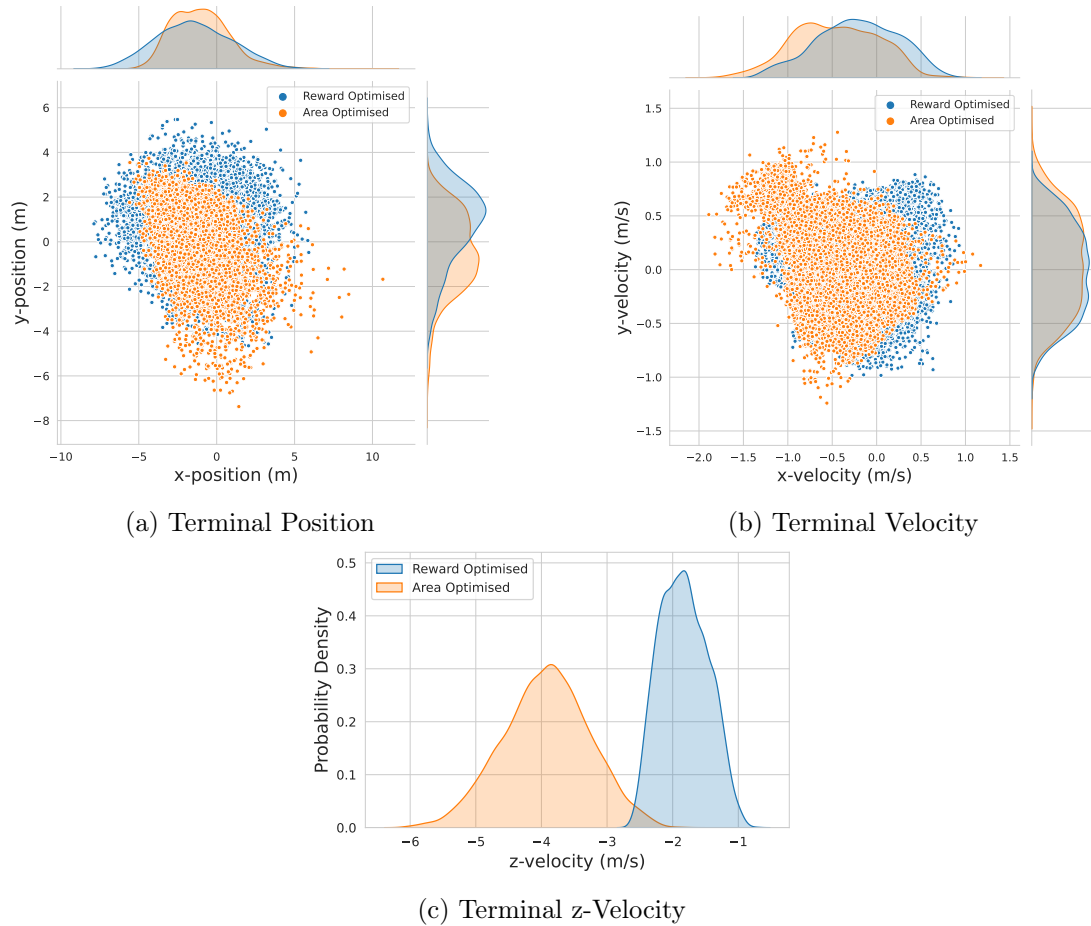 Reward Optimised
Area Optimised
6
4
2
0
−2
−4
−6
−8
y-position (m)
−10
−5
0
5
10
x-position (m)
(a) Terminal Position
Reward Optimised
Area Optimised
1.5
1.0
0.5
0.0
−0.5
−1.0
−1.5
y-velocity (m/s)
−2.0
−1.5
−1.0
−0.5
0.0
0.5
1.0
1.5
x-velocity (m/s)
(b) Terminal Velocity
Reward Optimised
Area Optimised
0.5
0.4
0.3
0.2
0.1
0.0
Probability Density
−6
−5
−4
−3
−2
−1
z-velocity (m/s)
(c) Terminal z-Velocity